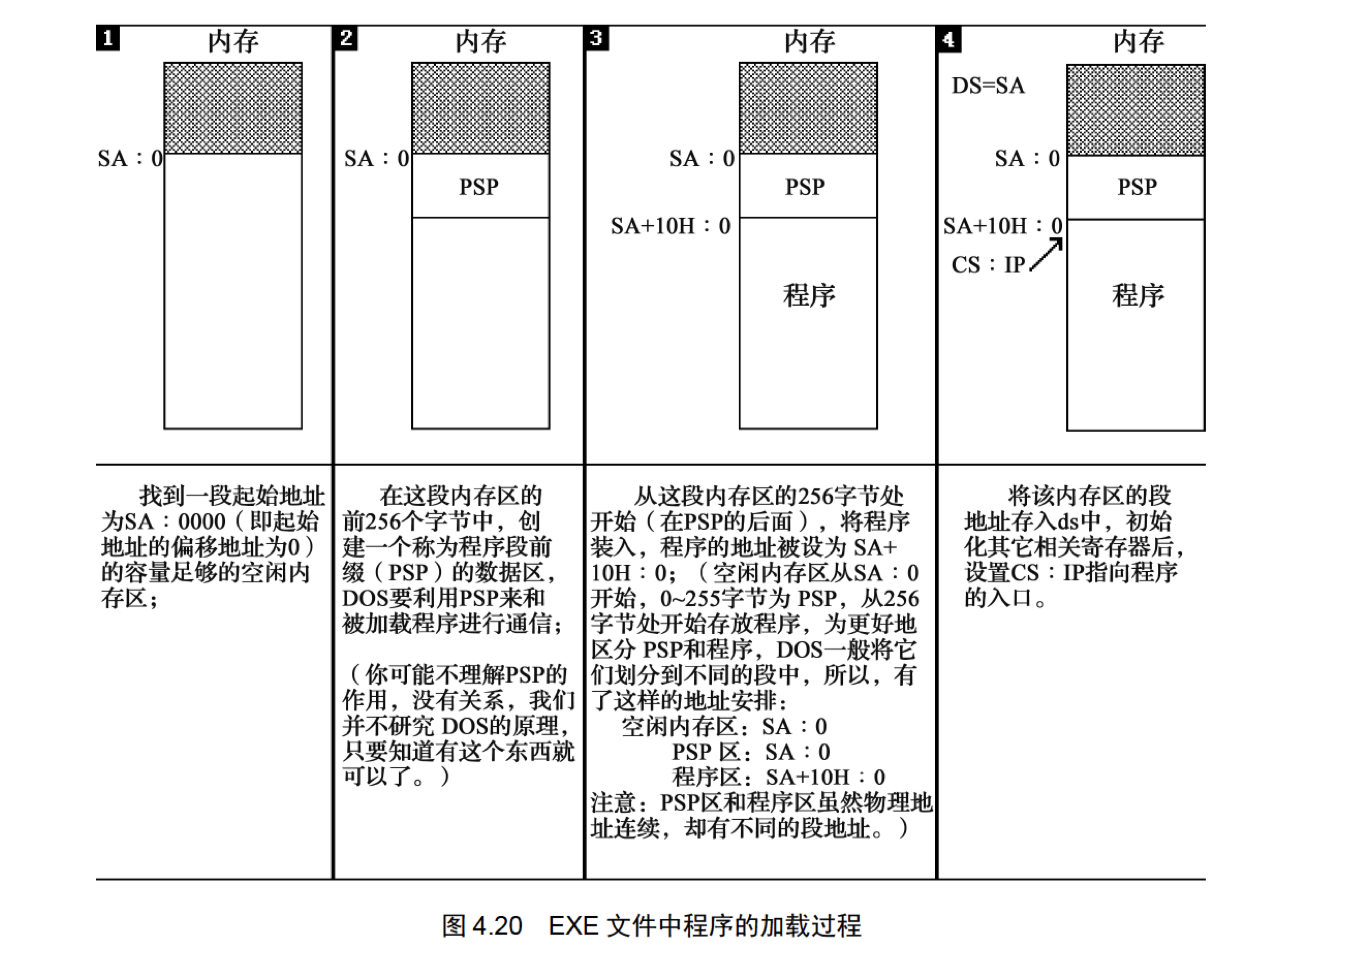 1 内存
SA：0
2 内存
SA：0
PSP
3 内存
SA：0
PSP
SA+10H：0
程序
4 内存
DS=SA
SA：0
PSP
SA+10H：0
CS：IP
程序
找到一段起始地址
为SA：0000（即起始
地址的偏移地址为0）
的容量足够的空闲内
存区；
在这段内存区的
前256个字节中，创
建一个称为程序段前
缀（PSP）的数据区，
DOS要利用PSP来和
被加载程序进行通信；
（你可能不理解PSP的
作用，没有关系，我们
并不研究 DOS的原理，
只要知道有这个东西就
可以了。）
从这段内存区的256字节处
开始（在PSP的后面），将程序
装入，程序的地址被设为 SA+
10H：0；（空闲内存区从SA：0
开始，0~255字节为 PSP，从256
字节处开始存放程序，为更好地
区分 PSP和程序，DOS一般将它
们划分到不同的段中，所以，有
了这样的地址安排：
空闲内存区：SA：0
PSP 区：SA：0
程序区：SA+10H：0
注意：PSP区和程序区虽然物理地
址连续，却有不同的段地址。）
将该内存区的段
地址存入ds中，初始
化其它相关寄存器后，
设置CS：IP指向程序
的入口。
图 4.20 EXE 文件中程序的加载过程